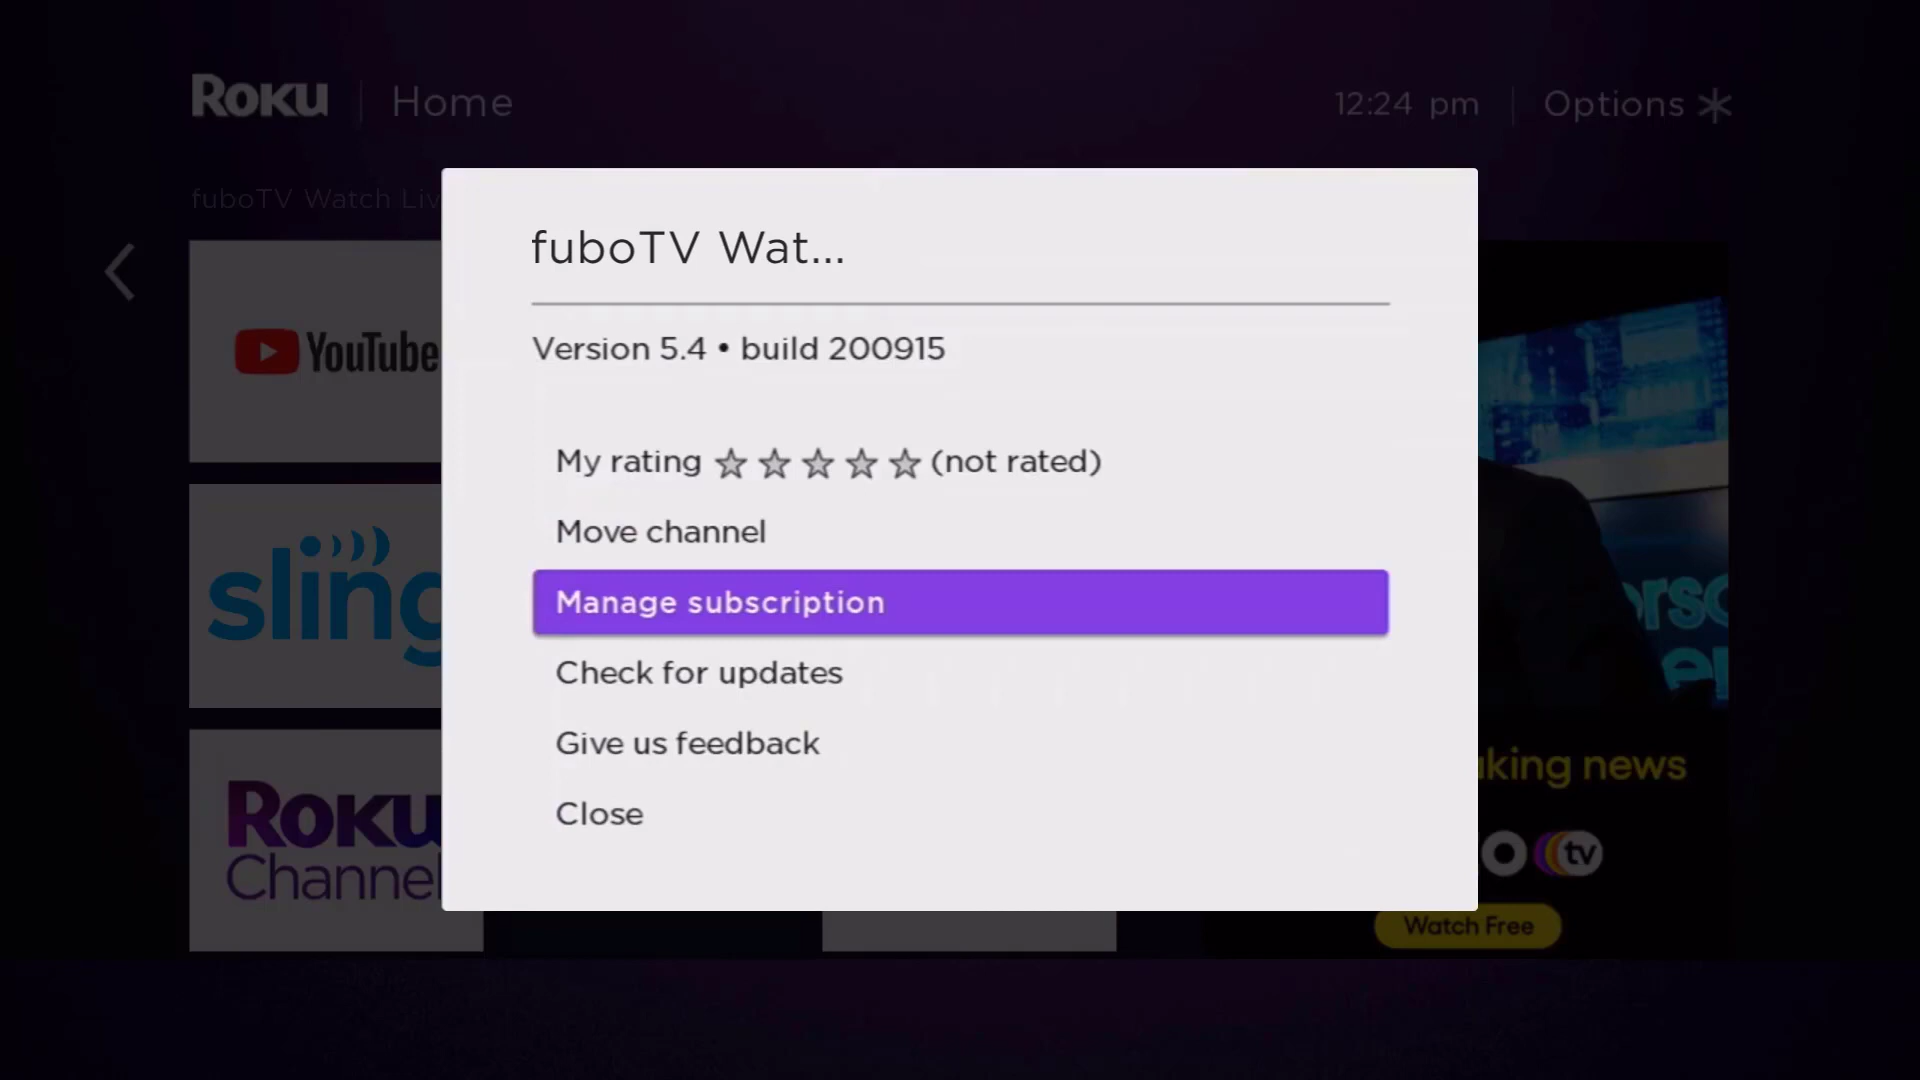 Roku
Home
12:24 pm
Options
fuboTV Watch Liv
fuboTV Wat...
Version 5.4 • build 200915
My rating ☆ ☆ ☆ ☆ ☆ (not rated)
Move channel
Manage subscription
Check for updates
Give us feedback
Close
YouTube
sling
Roku
Channel
king news
tv
Watch Free